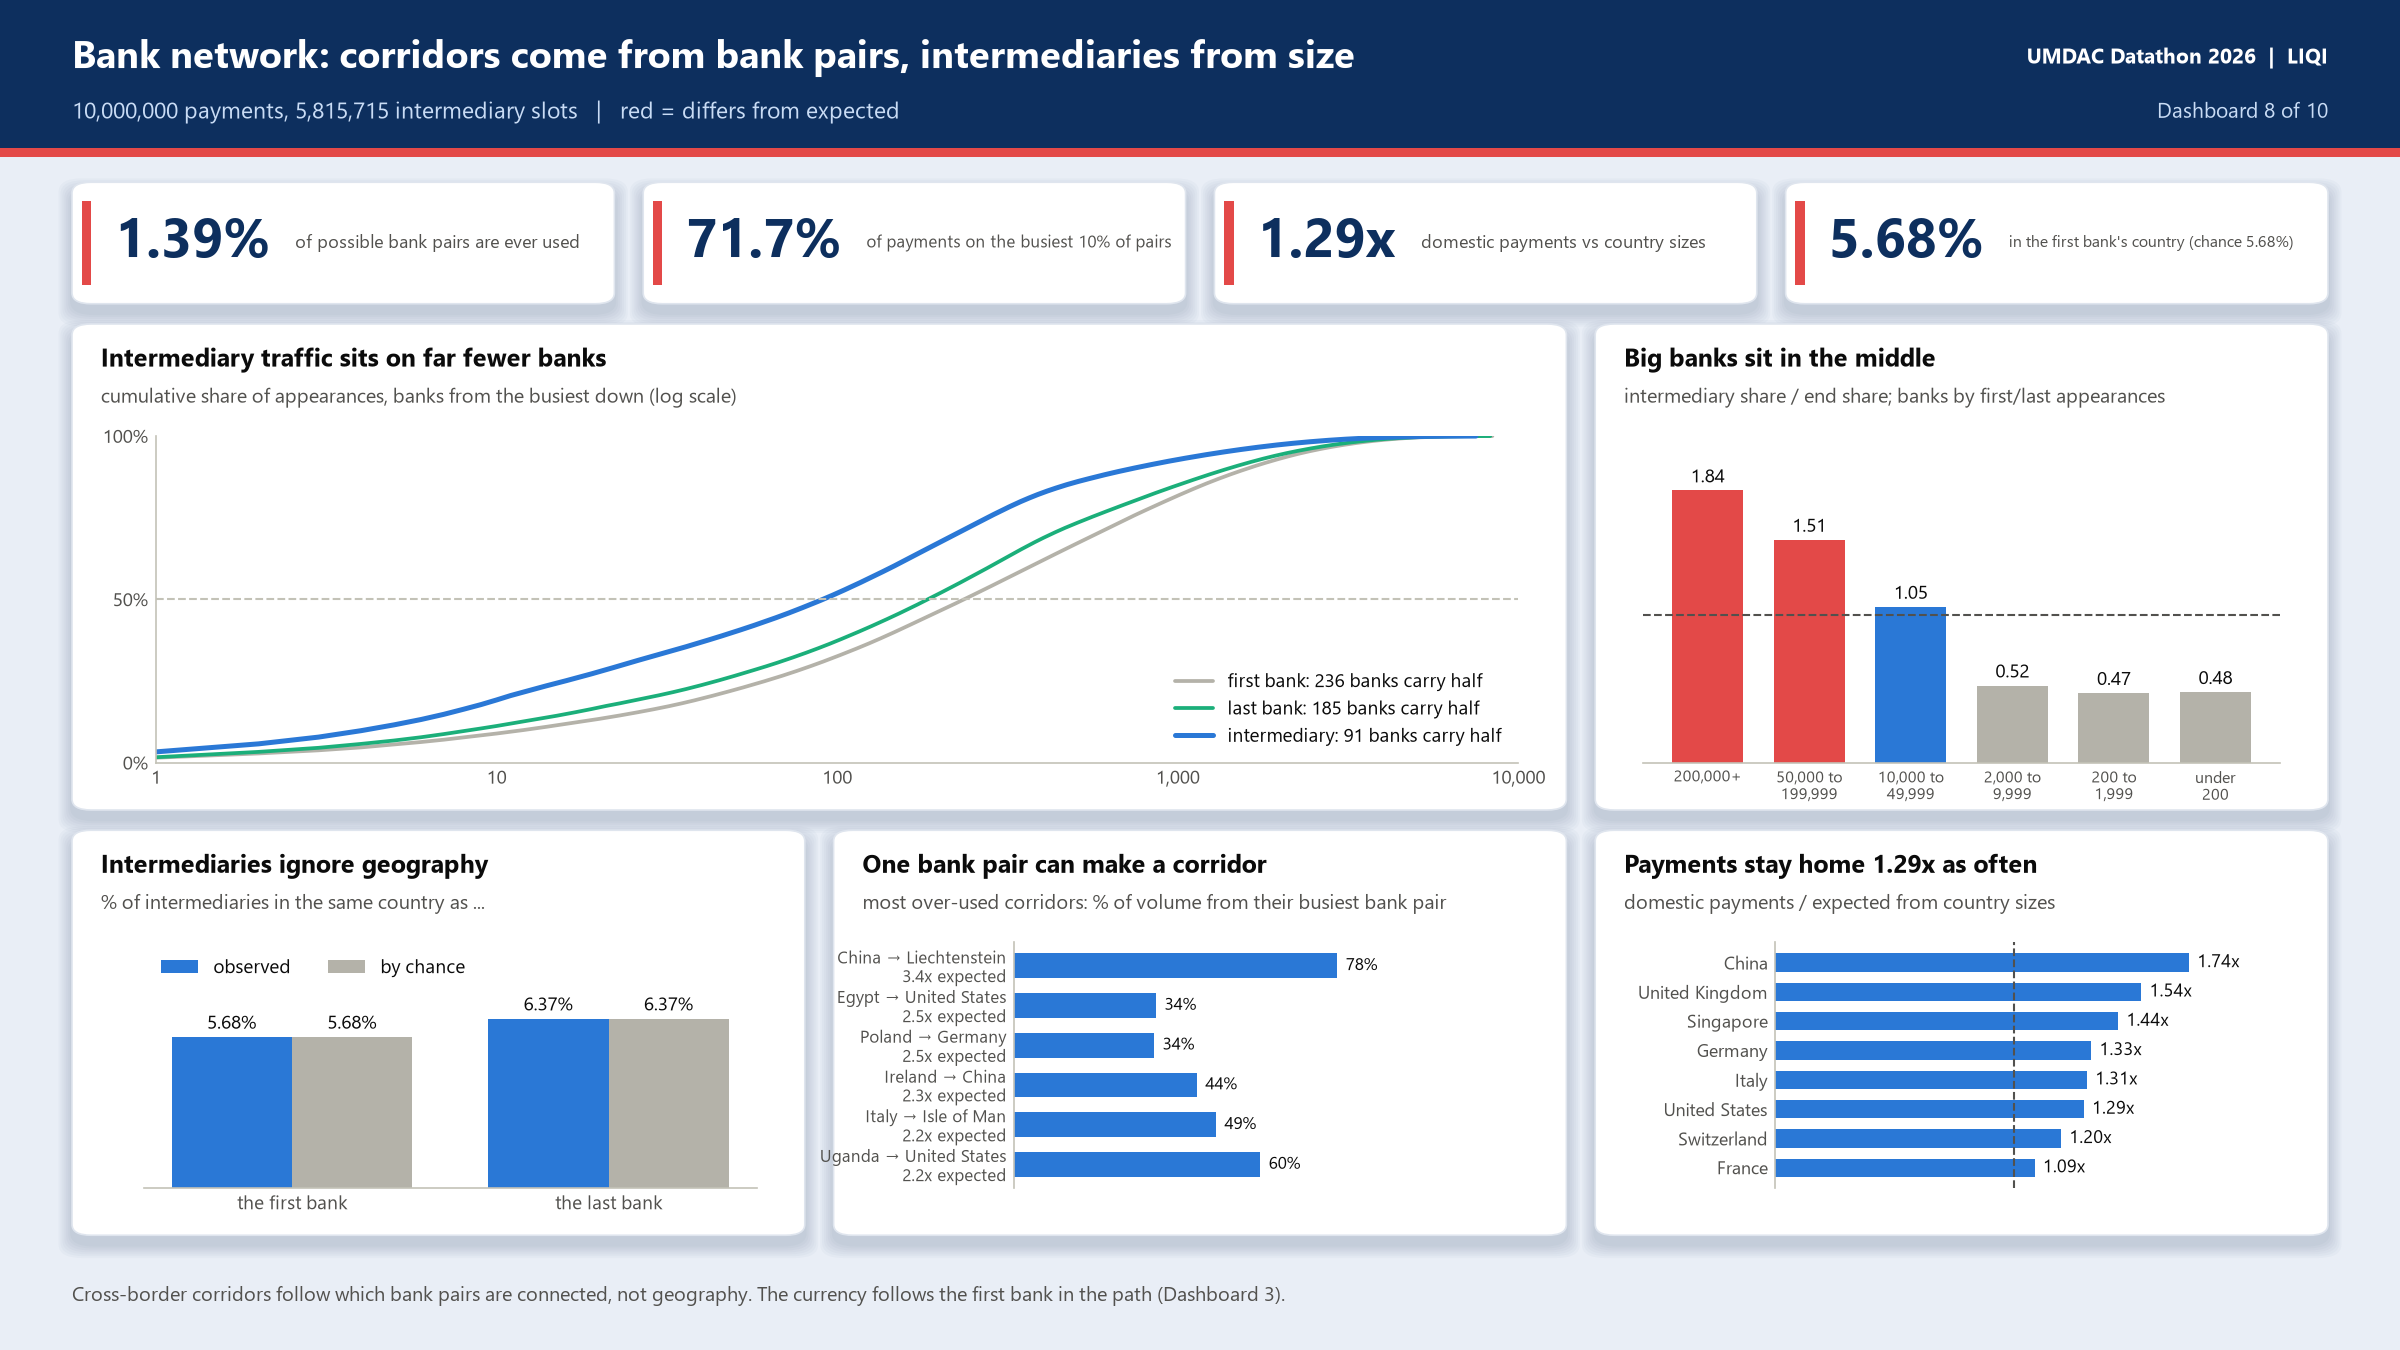 Bank network: corridors come from bank pairs, intermediaries from size
UMDAC Datathon 2026 | LIQI
10,000,000 payments, 5,815,715 intermediary slots | red = differs from expected
Dashboard 8 of 10
1.39% of possible bank pairs are ever used
71.7% of payments on the busiest 10% of pairs
1.29x domestic payments vs country sizes
5.68% in the first bank's country (chance 5.68%)
Intermediary traffic sits on far fewer banks
cumulative share of appearances, banks from the busiest down (log scale)
100%
50%
0%
first bank: 236 banks carry half
last bank: 185 banks carry half
intermediary: 91 banks carry half
1 10 100 1,000 10,000
Big banks sit in the middle
intermediary share / end share; banks by first/last appearances
1.84
1.51
1.05
0.52
0.47
0.48
200,000+
50,000 to
199,999
10,000 to
49,999
2,000 to
9,999
200 to
1,999
under
200
Intermediaries ignore geography
% of intermediaries in the same country as ...
observed by chance
5.68% 5.68% 6.37% 6.37%
the first bank the last bank
One bank pair can make a corridor
most over-used corridors: % of volume from their busiest bank pair
China → Liechtenstein
3.4x expected
78%
Egypt → United States
2.5x expected
34%
Poland → Germany
2.5x expected
34%
Ireland → China
2.3x expected
44%
Italy → Isle of Man
2.2x expected
49%
Uganda → United States
2.2x expected
60%
Payments stay home 1.29x as often
domestic payments / expected from country sizes
China 1.74x
United Kingdom 1.54x
Singapore 1.44x
Germany 1.33x
Italy 1.31x
United States 1.29x
Switzerland 1.20x
France 1.09x
Cross-border corridors follow which bank pairs are connected, not geography. The currency follows the first bank in the path (Dashboard 3).